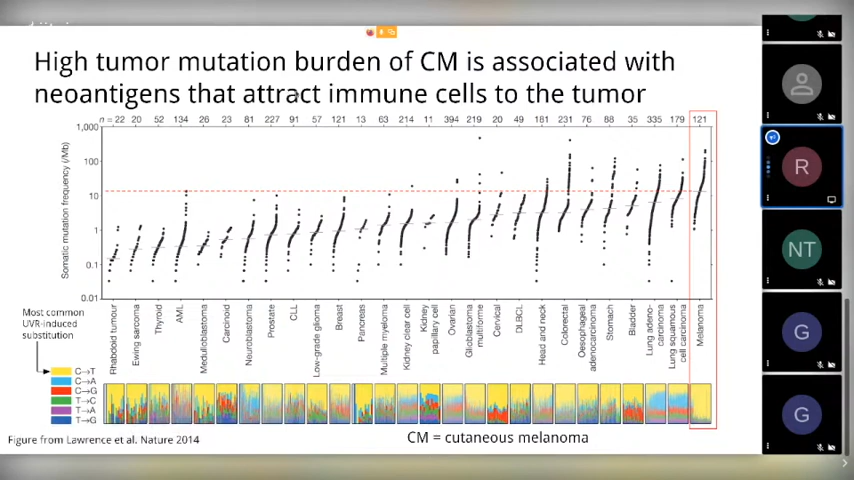 High tumor mutation burden of CM is associated with
neoantigens that attract immune cells to the tumor
n = 22 20 52 134 26 23 81 227 91 57 121 13 63 214 11 394 219 20 49 181 231 76 88 35 335 179 121
Somatic mutation frequency (/Mb)
1,000
100
10
1
0.1
0.01
Rhabdoid tumour
Ewing sarcoma
Thyroid
AML
Medulloblastoma
Carcinoid
Neuroblastoma
Prostate
CLL
Low-grade glioma
Breast
Pancreas
Multiple myeloma
Kidney clear cell
Kidney
papillary cell
Ovarian
Glioblastoma
multiforme
Cervical
DLBCL
Head and neck
Colorectal
Oesophageal
adenocarcinoma
Stomach
Bladder
Lung adeno-
carcinoma
Lung squamous
cell carcinoma
Melanoma
Most common
UVR-induced
substitution
C→T
C→A
C→G
T→C
T→A
T→G
Figure from Lawrence et al. Nature 2014
CM = cutaneous melanoma
R
NT
G
G